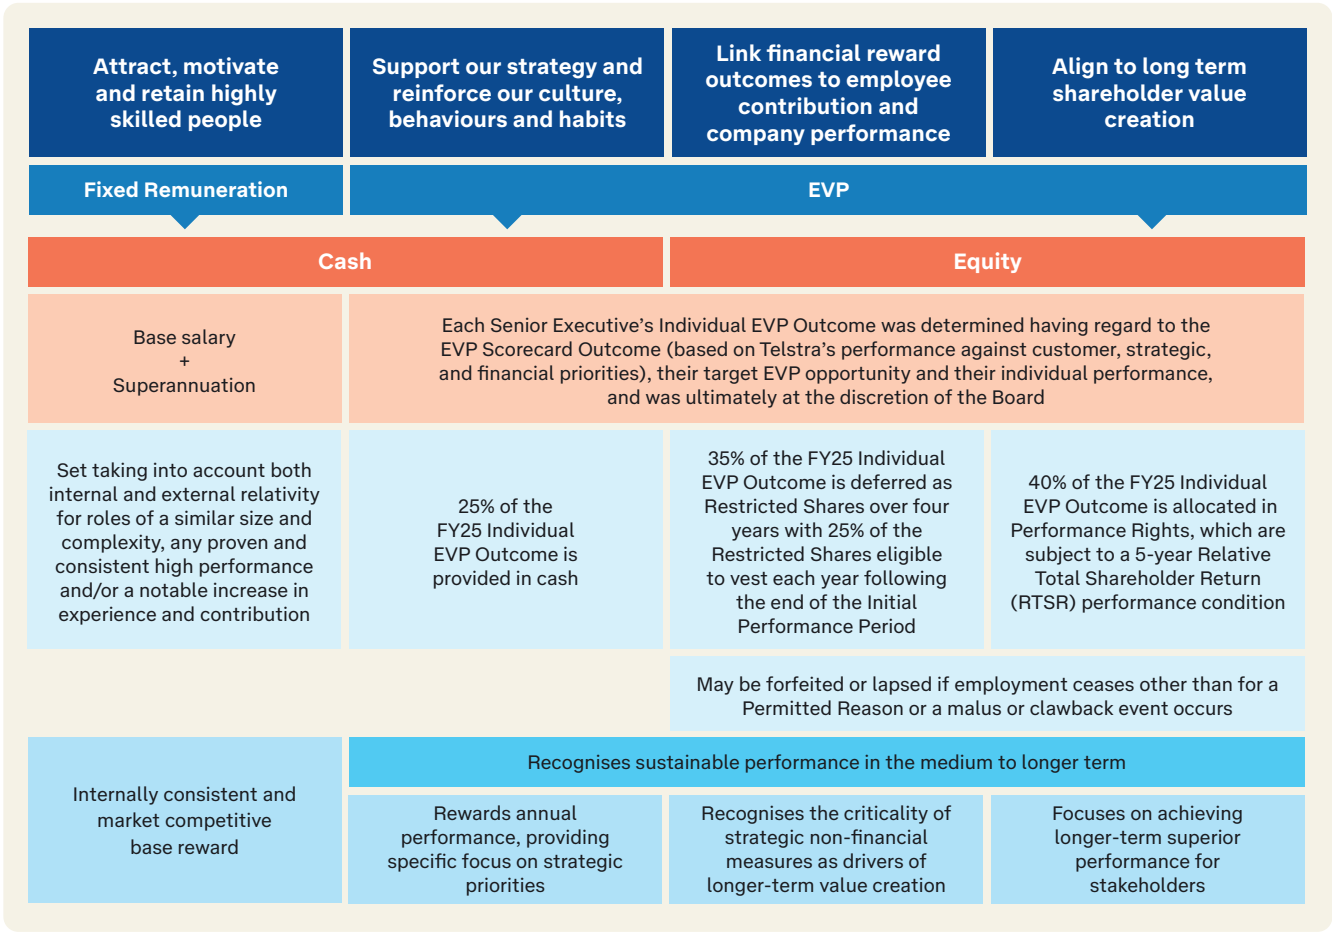 Attract, motivate
and retain highly
skilled people
Support our strategy and
reinforce our culture,
behaviours and habits
Link financial reward
outcomes to employee
contribution and
company performance
Align to long term
shareholder value
creation
Fixed Remuneration
EVP
Cash
Equity
Base salary
+
Superannuation
Each Senior Executive’s Individual EVP Outcome was determined having regard to the
EVP Scorecard Outcome (based on Telstra’s performance against customer, strategic,
and financial priorities), their target EVP opportunity and their individual performance,
and was ultimately at the discretion of the Board
Set taking into account both
internal and external relativity
for roles of a similar size and
complexity, any proven and
consistent high performance
and/or a notable increase in
experience and contribution
25% of the
FY25 Individual
EVP Outcome is
provided in cash
35% of the FY25 Individual
EVP Outcome is deferred as
Restricted Shares over four
years with 25% of the
Restricted Shares eligible
to vest each year following
the end of the Initial
Performance Period
40% of the FY25 Individual
EVP Outcome is allocated in
Performance Rights, which are
subject to a 5-year Relative
Total Shareholder Return
(RTSR) performance condition
May be forfeited or lapsed if employment ceases other than for a
Permitted Reason or a malus or clawback event occurs
Internally consistent and
market competitive
base reward
Recognises sustainable performance in the medium to longer term
Rewards annual
performance, providing
specific focus on strategic
priorities
Recognises the criticality of
strategic non-financial
measures as drivers of
longer-term value creation
Focuses on achieving
longer-term superior
performance for
stakeholders